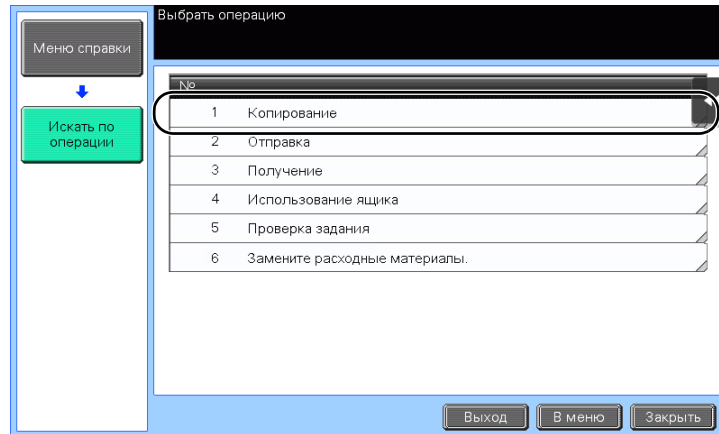 Выбрать операцию
Меню справки
Искать по
операции
№
1 Копирование
2 Отправка
3 Получение
4 Использование ящика
5 Проверка задания
6 Замените расходные материалы.
Выход
В меню
Закрыть